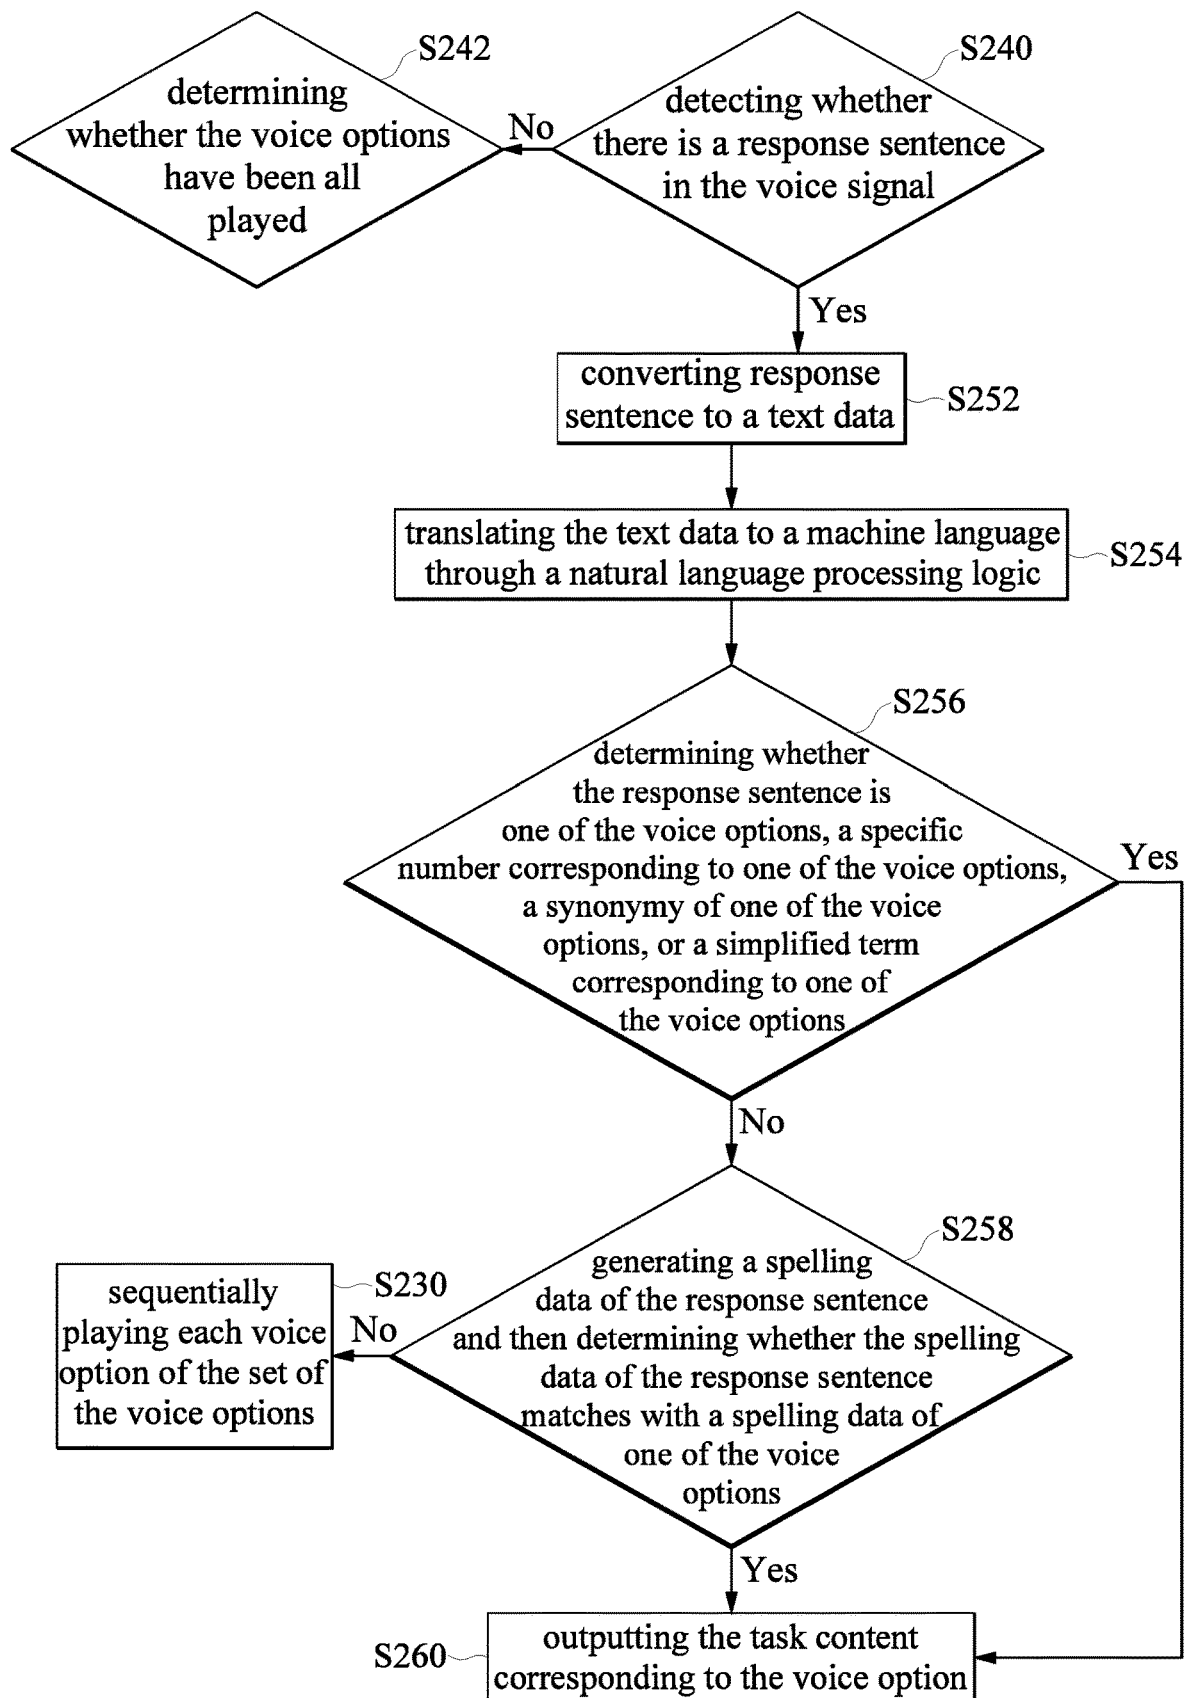 S242
determining
whether the voice options
have been all
played
No
S240
detecting whether
there is a response sentence
in the voice signal
Yes
converting response
sentence to a text data
S252
translating the text data to a machine language
through a natural language processing logic
S254
S256
determining whether
the response sentence is
one of the voice options, a specific
number corresponding to one of the voice options,
a synonymy of one of the voice
options, or a simplified term
corresponding to one of
the voice options
Yes
No
S258
generating a spelling
data of the response sentence
and then determining whether the spelling
data of the response sentence
matches with a spelling data of
one of the voice
options
No
S230
sequentially
playing each voice
option of the set of
the voice options
Yes
S260
outputting the task content
corresponding to the voice option